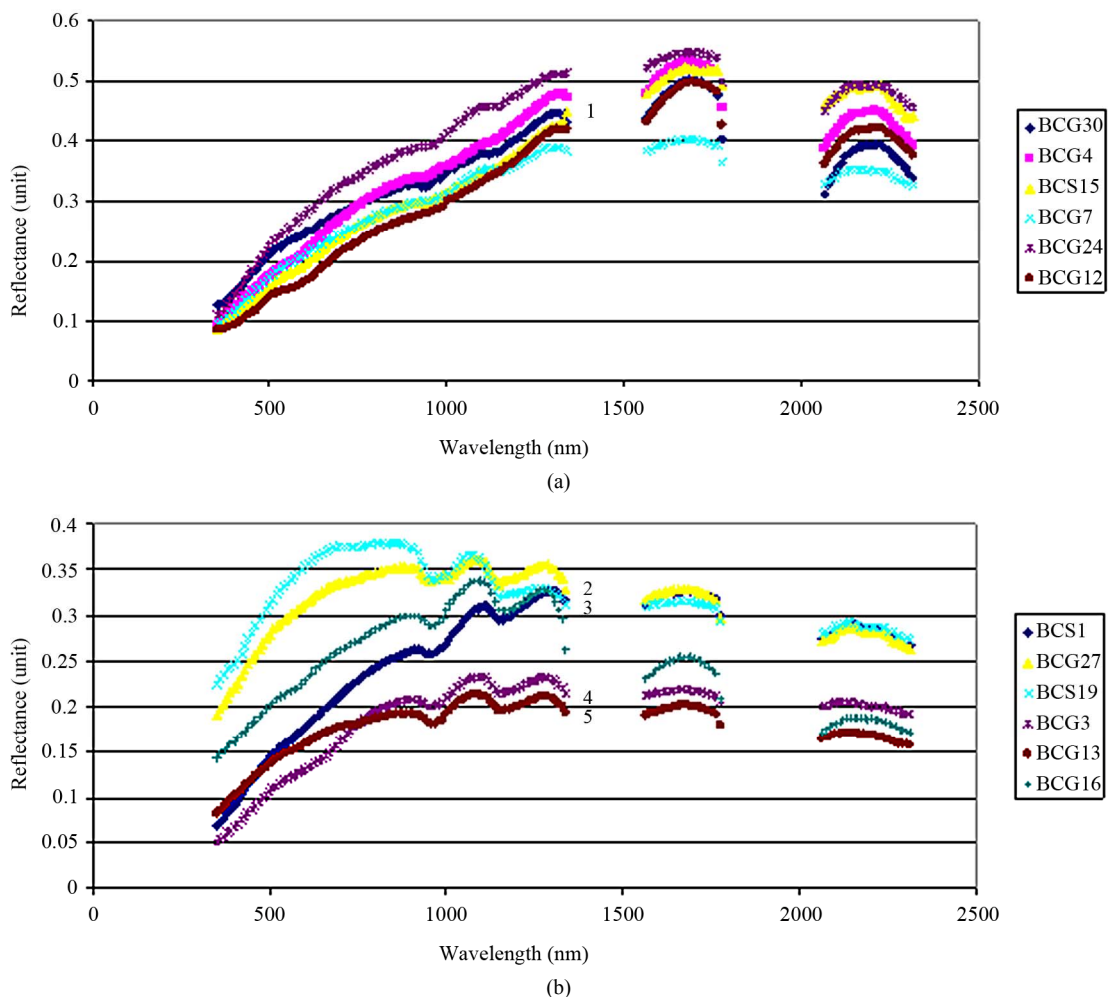 0.6
0.5
0.4
0.3
0.2
0.1
0
Reflectance (unit)
1
0
500
1000
1500
2000
2500
Wavelength (nm)
BCG30
BCG4
BCS15
BCG7
BCG24
BCG12
(a)
0.4
0.35
0.3
0.25
0.2
0.15
0.1
0.05
0
Reflectance (unit)
2
3
4
5
0
500
1000
1500
2000
2500
Wavelength (nm)
BCS1
BCG27
BCS19
BCG3
BCG13
BCG16
(b)